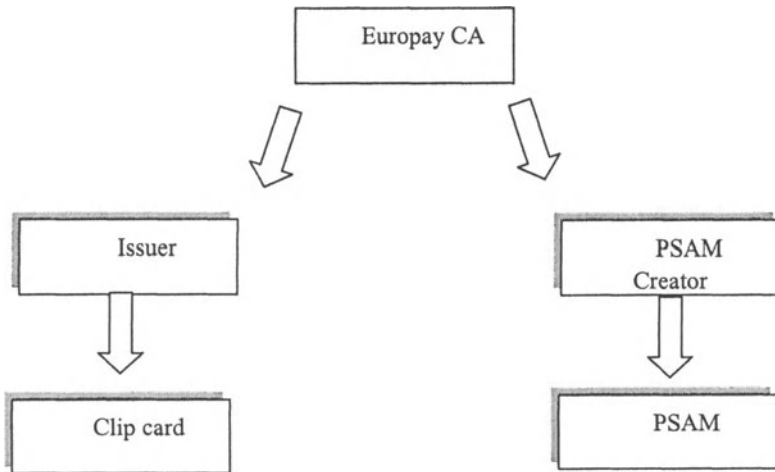 Europay CA
Issuer
PSAM
Creator
Clip card
PSAM